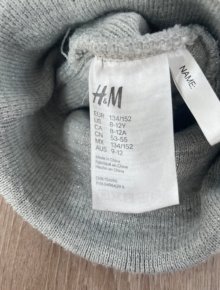 H&M
EUR 134/152
US 8-12Y
CA 8-12A
CN 53-55
MX 134/152
AUS 9-12
Made in China
NAME: